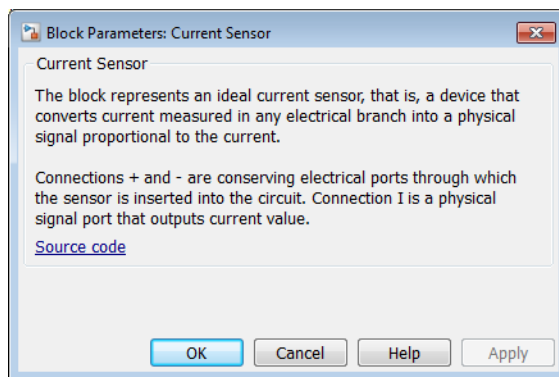 Block Parameters: Current Sensor
Current Sensor
The block represents an ideal current sensor, that is, a device that
converts current measured in any electrical branch into a physical
signal proportional to the current.
Connections + and - are conserving electrical ports through which
the sensor is inserted into the circuit. Connection I is a physical
signal port that outputs current value.
Source code
OK Cancel Help Apply